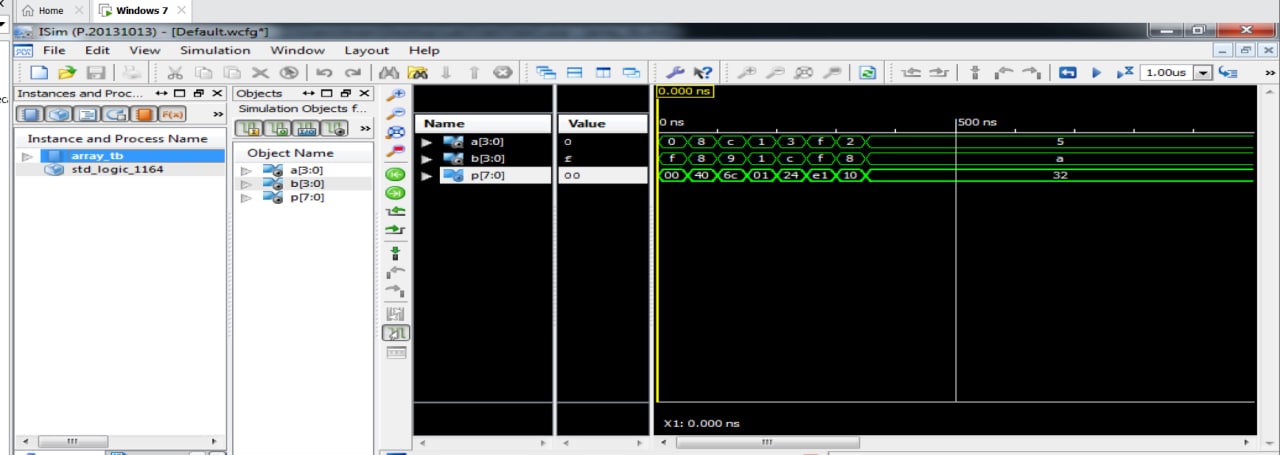 Home Windows 7
ISim (P.20131013) - [Default.wcfg*]
File Edit View Simulation Window Layout Help
1.00us
Instances and Proc...
Objects
Simulation Objects f...
Instance and Process Name
array_tb
std_logic_1164
Object Name
a[3:0]
b[3:0]
p[7:0]
Name Value
a[3:0] 0
b[3:0] f
p[7:0] 00
0.000 ns
0 ns 500 ns
0 8 c 1 3 f 2 5
f 8 9 1 c f 8 a
00 40 6c 01 24 e1 10 32
X1: 0.000 ns